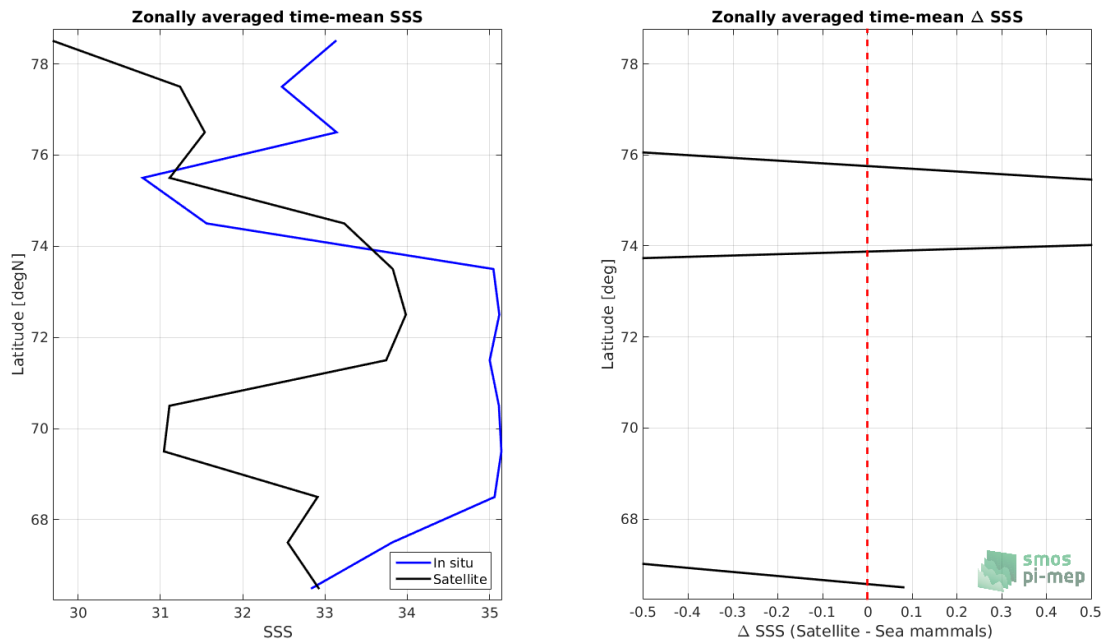 Zonally averaged time-mean SSS
78
76
74
72
70
68
Latitude [degN]
30
31
32
33
34
35
SSS
In situ
Satellite
Zonally averaged time-mean Δ SSS
78
76
74
72
70
68
Latitude [deg]
-0.5
-0.4
-0.3
-0.2
-0.1
0
0.1
0.2
0.3
0.4
0.5
Δ SSS (Satellite - Sea mammals)
smos
pi-mep